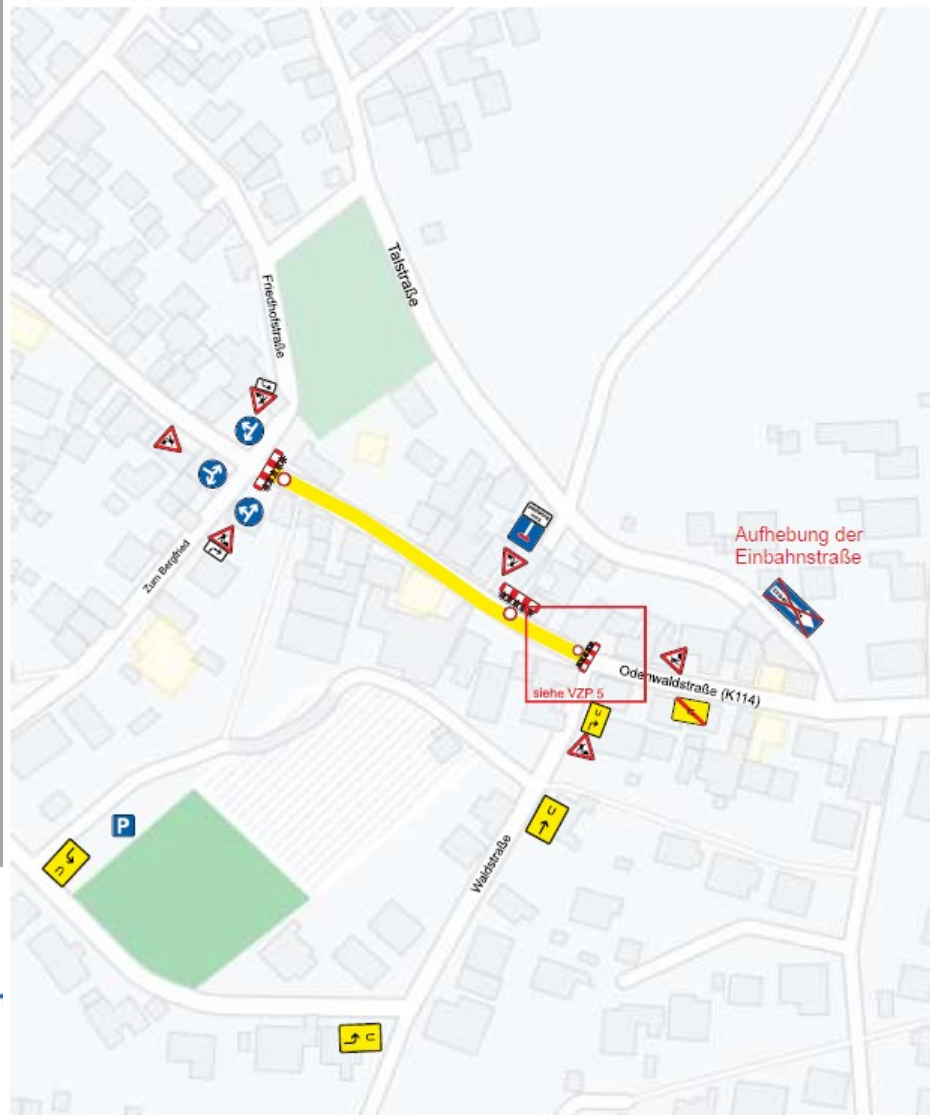 Talstraße
Friedhofstraße
Zum Bergfried
Aufhebung der
Einbahnstraße
Odenwaldstraße (K114)
siehe VZP 5
U
U
Waldstraße
P
U
U